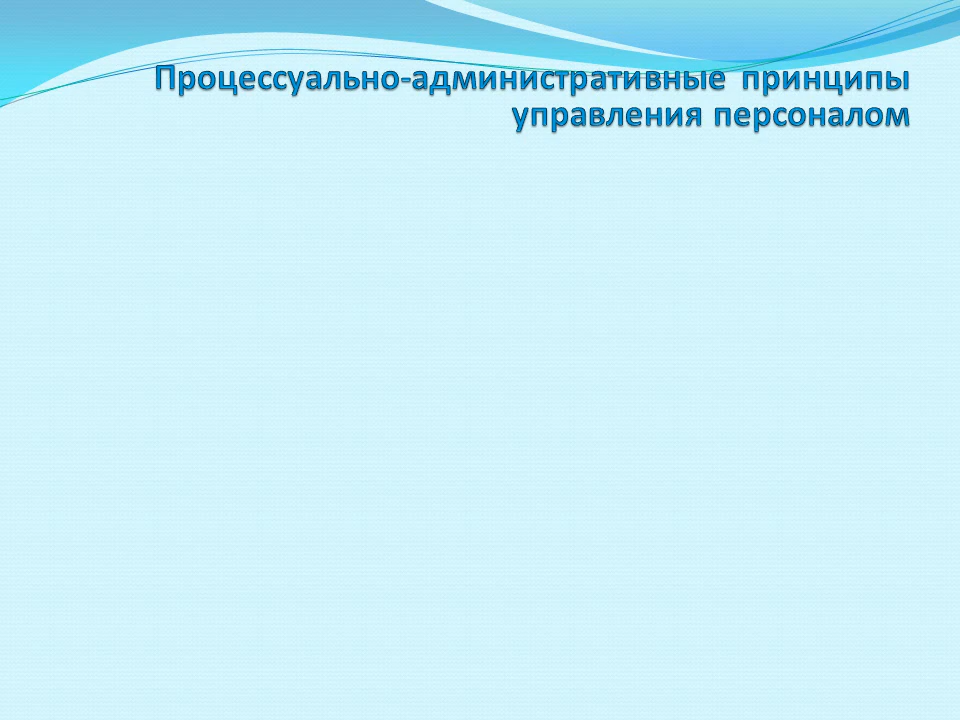 Процессуально-административные принципы
управления персоналом